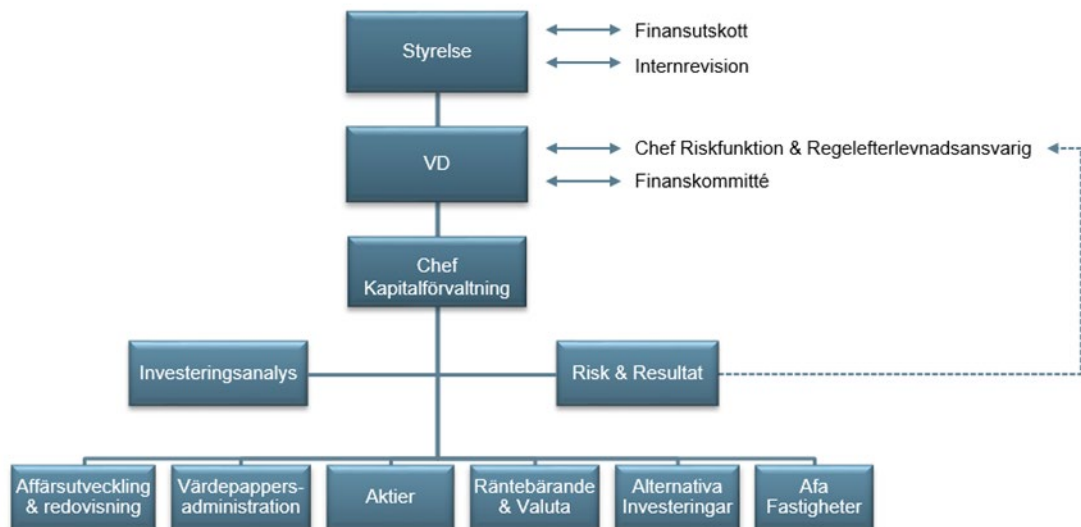 Styrelse
Finansutskott
Internrevision
VD
Chef Riskfunktion & Regelefterlevnadsansvarig
Finanskommitté
Chef
Kapitalförvaltning
Investeringsanalys
Risk & Resultat
Affärsutveckling
& redovisning
Värdepappers-
administration
Aktier
Räntebärande
& Valuta
Alternativa
Investeringar
Afa
Fastigheter